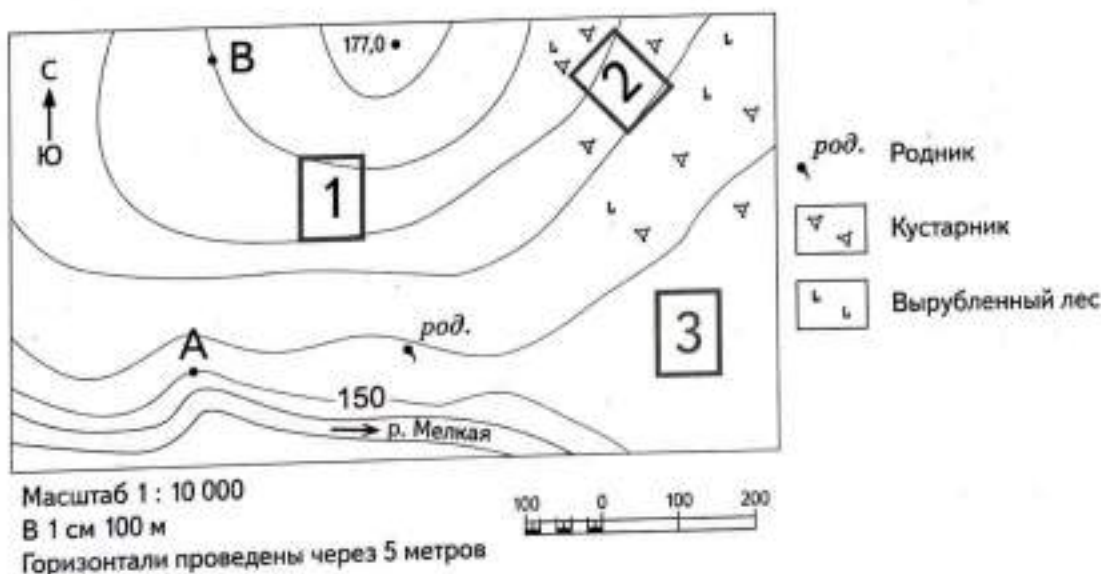 177,0
В
С
Ю
2
1
3
род.
А
150
р. Мелкая
род. Родник
Кустарник
Вырубленный лес
Масштаб 1 : 10 000
В 1 см 100 м
Горизонтали проведены через 5 метров
100 0 100 200